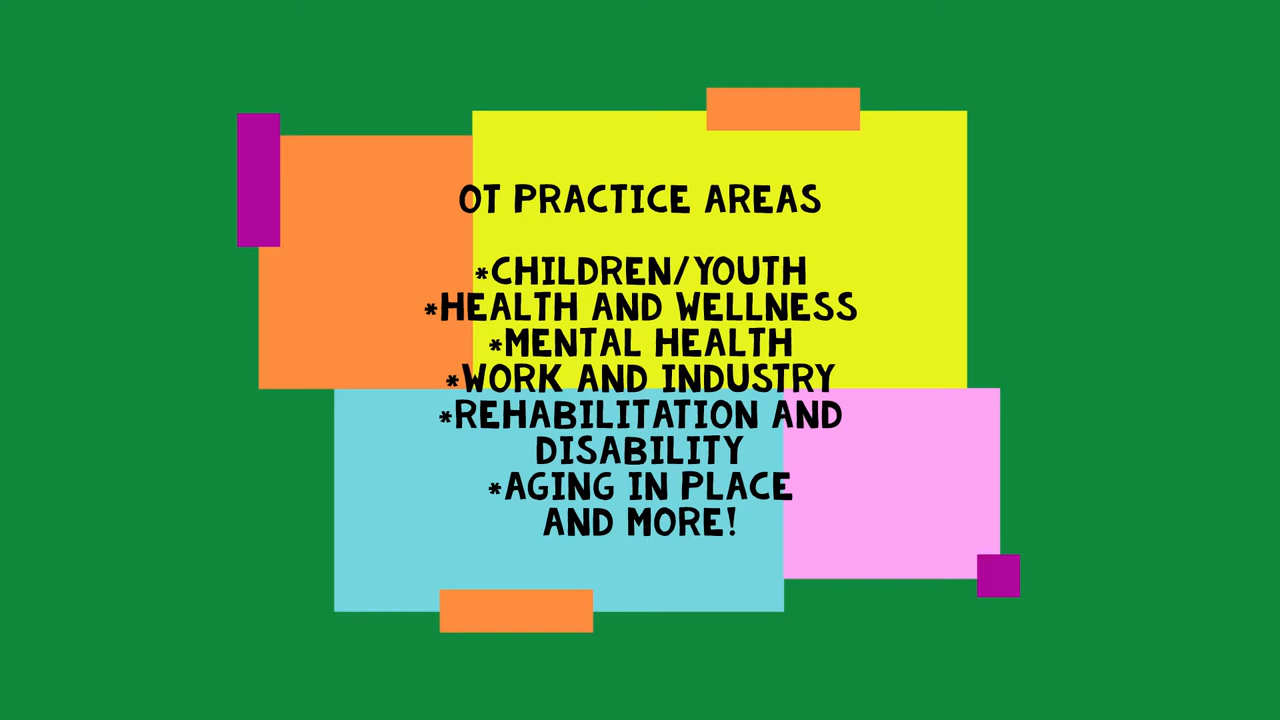 OT PRACTICE AREAS
*CHILDREN/YOUTH
*HEALTH AND WELLNESS
*MENTAL HEALTH
*WORK AND INDUSTRY
*REHABILITATION AND
DISABILITY
*AGING IN PLACE
AND MORE!